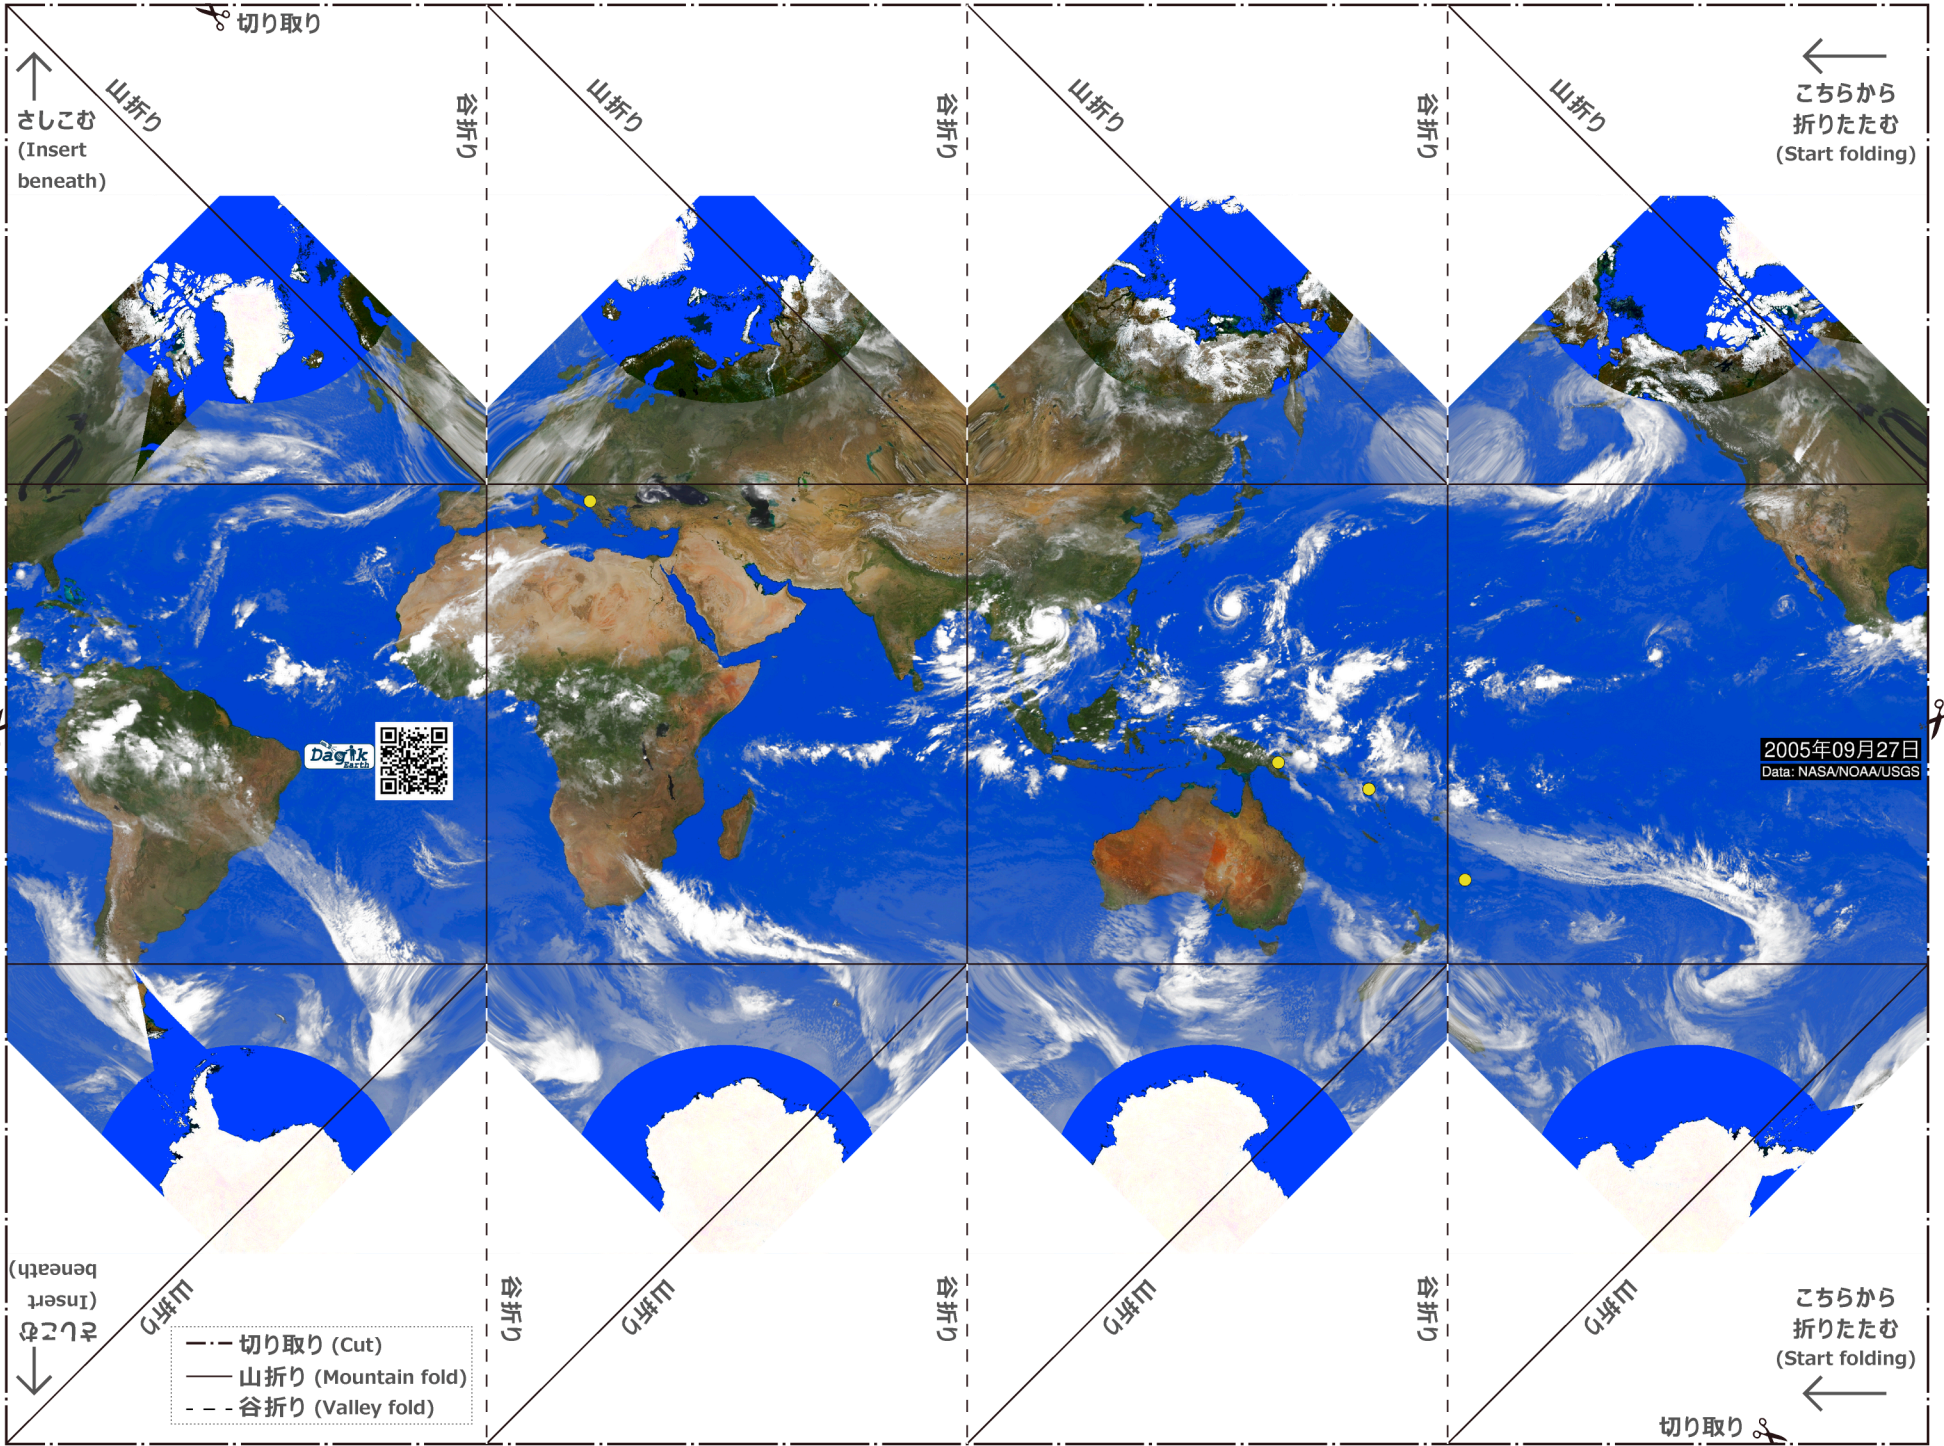 切り取り
山折り
谷折り
山折り
谷折り
山折り
谷折り
山折り
さしこむ
(Insert
beneath)
こちらから
折りたたむ
(Start folding)
Dagik
Earth
2005年09月27日
Data: NASA/NOAA/USGS
さしこむ
(Insert
beneath)
山折り
谷折り
山折り
谷折り
山折り
谷折り
山折り
こちらから
折りたたむ
(Start folding)
切り取り (Cut)
山折り (Mountain fold)
谷折り (Valley fold)
切り取り